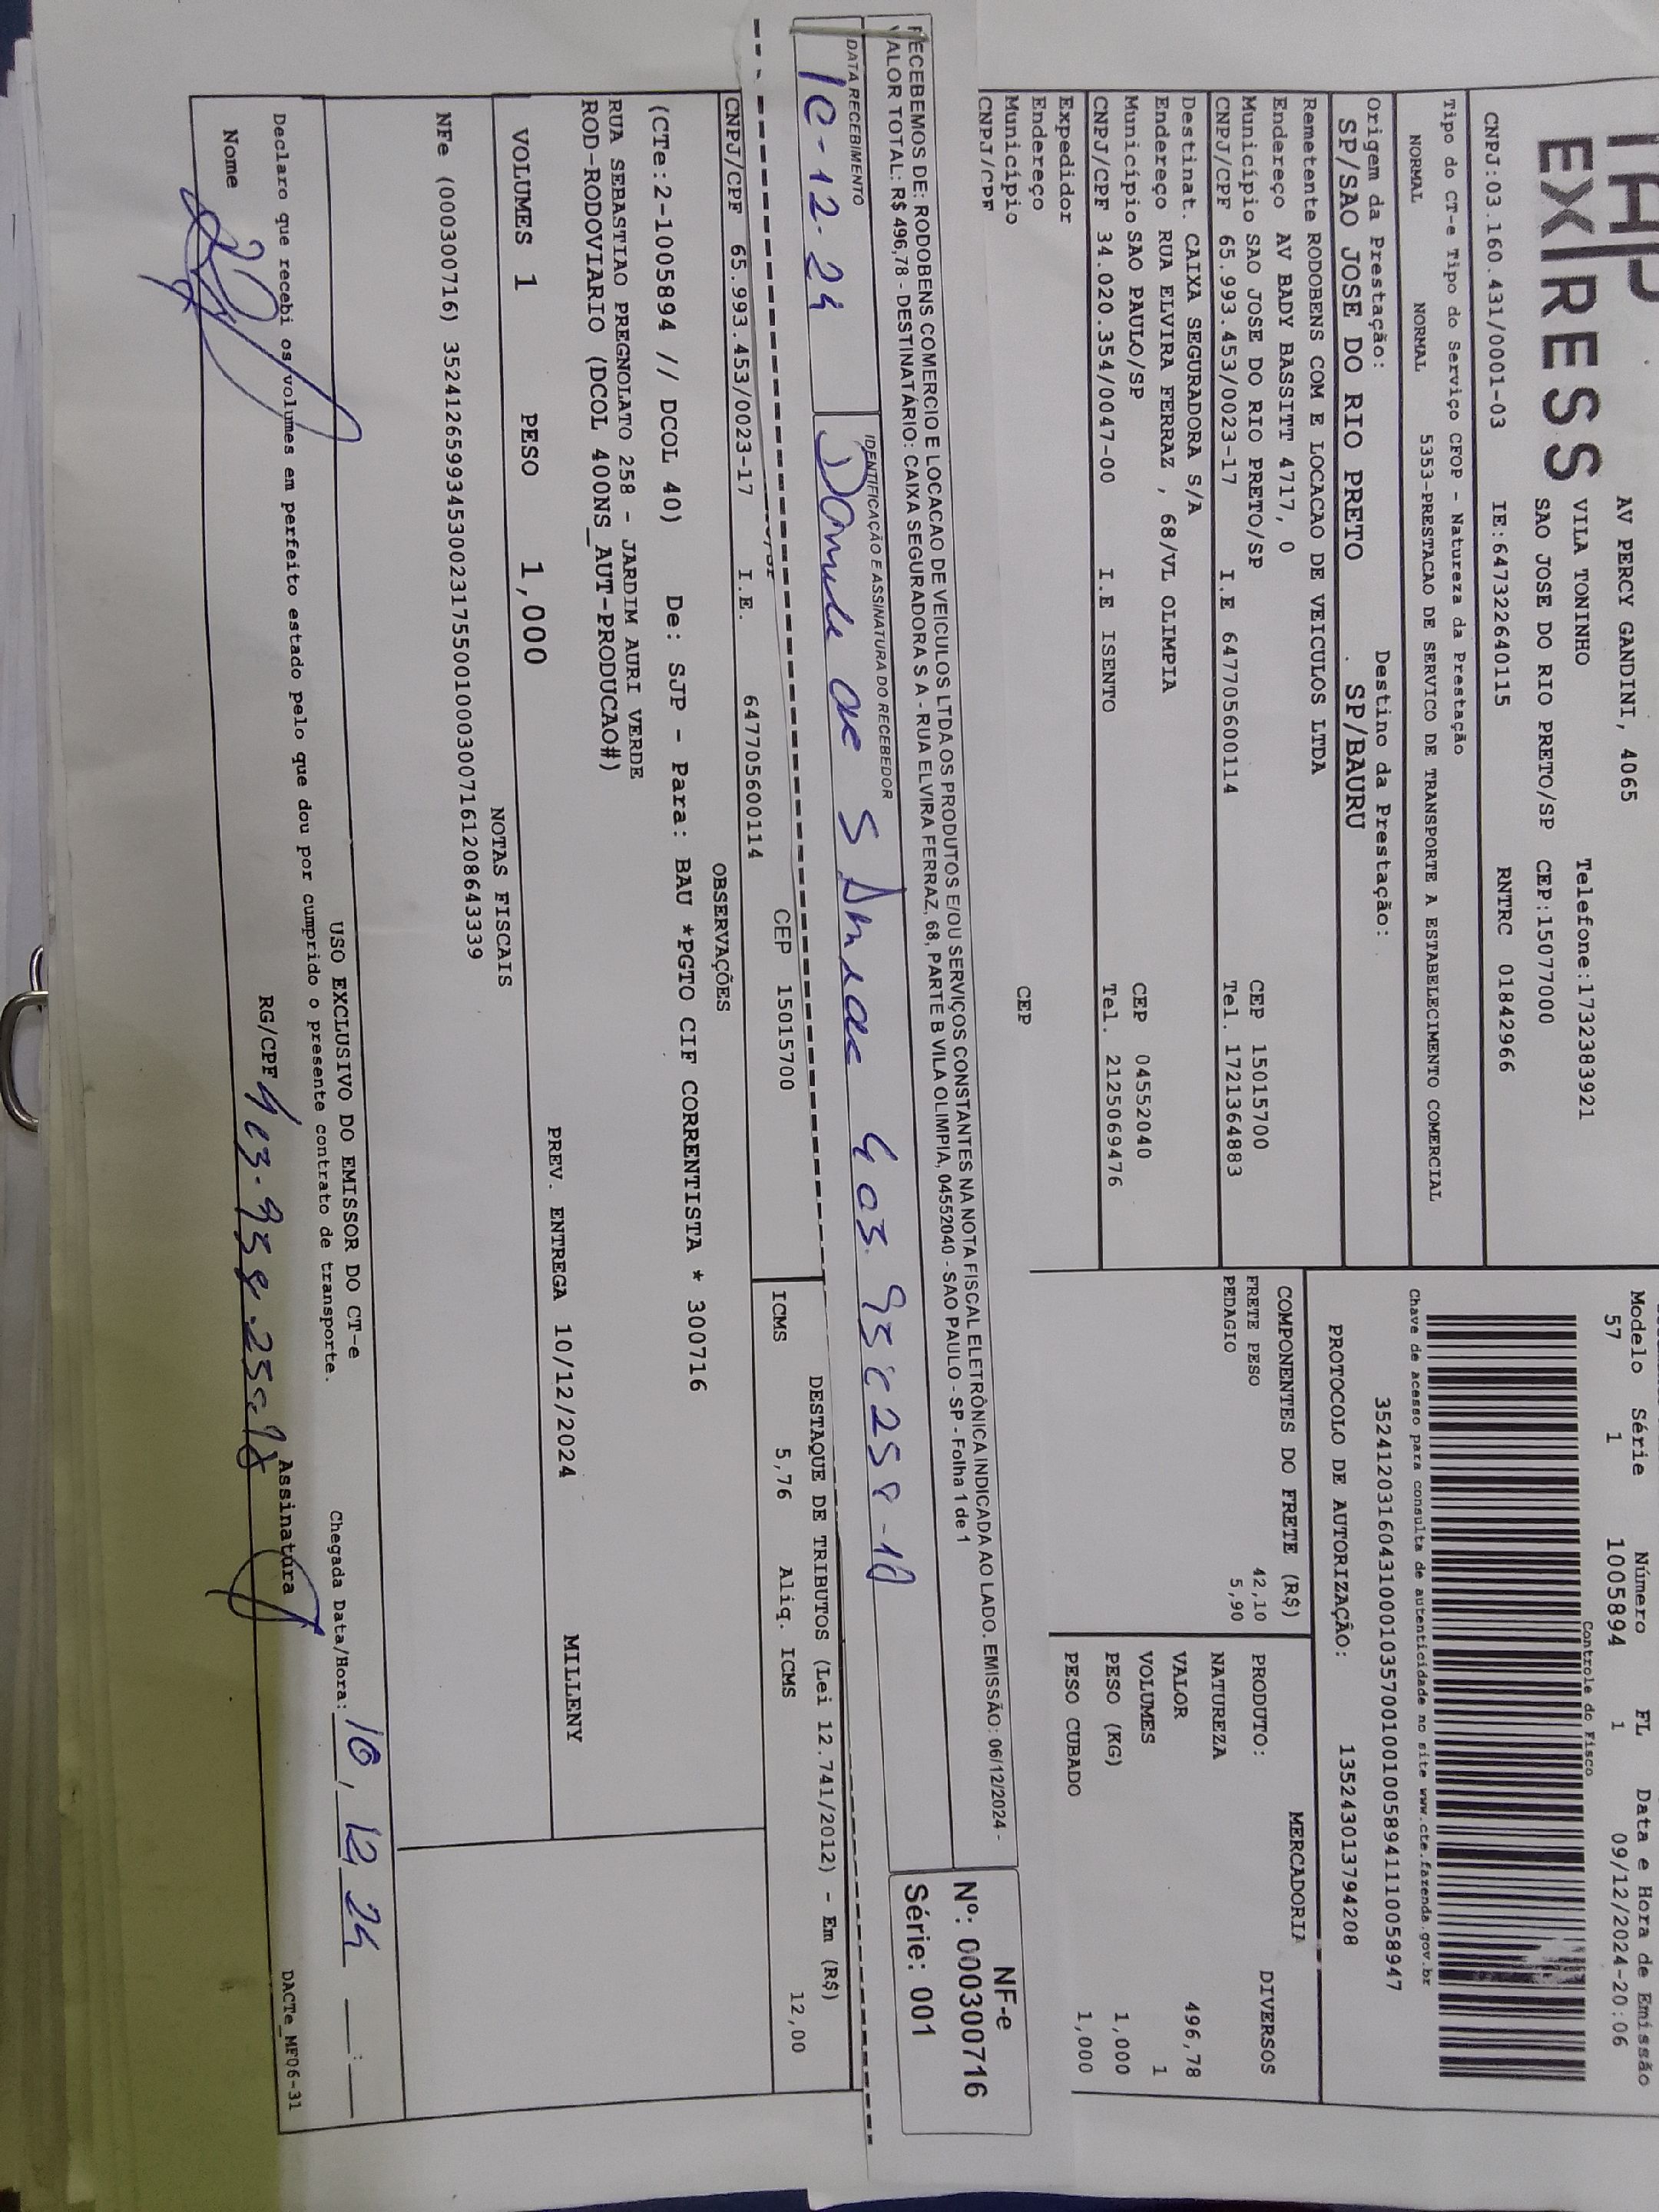 EXPRESS
AV PERCY GANDINI, 4065
VILA TONINHO
Telefone:1732383921
SAO JOSE DO RIO PRETO/SP CEP:15077000
CNPJ:03.160.431/0001-03 IE:647322640115 RNTRC 01842966
Modelo Série Número FL Data e Hora de Emissão
57 1 1005894 1 09/12/2024-20:06
Controle do Fisco
Chave de acesso para consulta de autenticidade no site www.cte.fazenda.gov.br
35241203160431000103570010010058941110058947
PROTOCOLO DE AUTORIZAÇÃO: 135243013794208
Tipo do CT-e Tipo do Serviço CFOP - Natureza da Prestação
NORMAL NORMAL 5353-PRESTACAO DE SERVICO DE TRANSPORTE A ESTABELECIMENTO COMERCIAL
Origem da Prestação: Destino da Prestação:
SP/SAO JOSE DO RIO PRETO . SP/BAURU
Remetente RODOBENS COM E LOCACAO DE VEICULOS LTDA
Endereço AV BADY BASSITT 4717, 0
Município SAO JOSE DO RIO PRETO/SP CEP 15015700
CNPJ/CPF 65.993.453/0023-17 I.E 647705600114 Tel. 1721364883
Destinat. CAIXA SEGURADORA S/A
Endereço RUA ELVIRA FERRAZ , 68/VL OLIMPIA
Município SAO PAULO/SP CEP 04552040
CNPJ/CPF 34.020.354/0047-00 I.E ISENTO Tel. 2125069476
Expedidor
Endereço
Município CEP
CNPJ/CPF
COMPONENTES DO FRETE (R$)
FRETE PESO 42,10
PEDAGIO 5,90
MERCADORIA
PRODUTO: DIVERSOS
NATUREZA
VALOR 496,78
VOLUMES 1
PESO (KG) 1,000
PESO CUBADO 1,000
RECEBEMOS DE: RODOBENS COMERCIO E LOCACAO DE VEICULOS LTDA OS PRODUTOS E/OU SERVIÇOS CONSTANTES NA NOTA FISCAL ELETRÔNICA INDICADA AO LADO. EMISSÃO: 06/12/2024 -
VALOR TOTAL: R$ 496,78 - DESTINATÁRIO: CAIXA SEGURADORA S A - RUA ELVIRA FERRAZ, 68, PARTE B VILA OLIMPIA, 04552040 - SAO PAULO - SP - Folha 1 de 1
NF-e
Nº: 000300716
Série: 001
DATA RECEBIMENTO IDENTIFICAÇÃO E ASSINATURA DO RECEBEDOR
10-12-24
CEP 15015700
CNPJ/CPF 65.993.453/0023-17 I.E. 647705600114
DESTAQUE DE TRIBUTOS (Lei 12.741/2012) - Em (R$)
ICMS 5,76 Aliq. ICMS 12,00
OBSERVAÇÕES
(CTe:2-1005894 // DCOL 40) De: SJP - Para: BAU *PGTO CIF CORRENTISTA * 300716
RUA SEBASTIAO PREGNOLATO 258 - JARDIM AURI VERDE
ROD-RODOVIARIO (DCOL 400NS_AUT-PRODUCAO#)
VOLUMES 1 PESO 1,000 PREV. ENTREGA 10/12/2024 MILLENY
NOTAS FISCAIS
NFe (000300716) 35241265993453002317550010003007161208643339
USO EXCLUSIVO DO EMISSOR DO CT-e
Declaro que recebi os volumes em perfeito estado pelo que dou por cumprido o presente contrato de transporte.
Chegada Data/Hora: 10, 12, 24 :
Nome RG/CPF Assinatura
DACTe_MF06-31